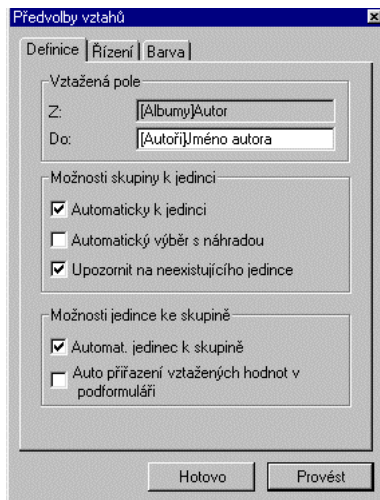 Předvolby vztahů
Definice Řízení Barva
Vztažená pole
Z: [Albumy]Autor
Do: [Autoři]Jméno autora
Možnosti skupiny k jedinci
Automaticky k jedinci
Automatický výběr s náhradou
Upozornit na neexistujícího jedince
Možnosti jedince ke skupině
Automat. jedinec k skupině
Auto přiřazení vztažených hodnot v
podformuláři
Hotovo Provést